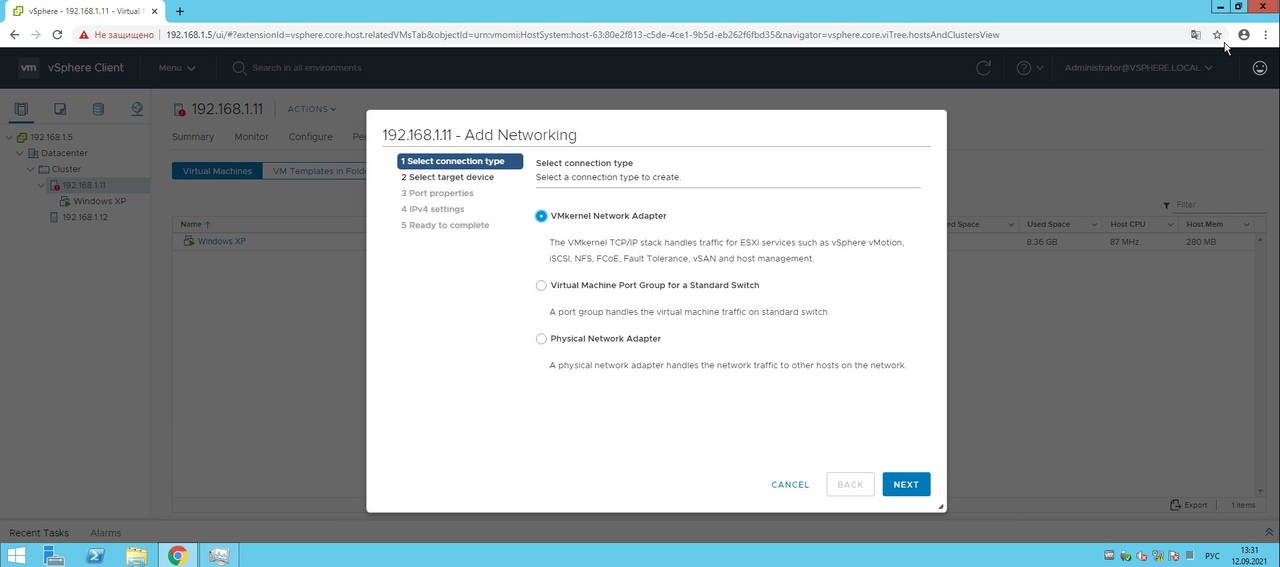 vSphere - 192.168.1.11 - Virtual
Не защищено
192.168.1.5/ui/#?extensionId=vsphere.core.host.relatedVMsTab&objectId=urn:vmomi:HostSystem:host-63:80e2f813-c5de-4ce1-9b5d-eb262f6fbd35&navigator=vsphere.core.viTree.hostsAndClustersView
vm vSphere Client Menu Search in all environments Administrator@VSPHERE.LOCAL
192.168.1.11 ACTIONS
Summary Monitor Configure
Virtual Machines VM Templates in
192.168.1.5
Datacenter
Cluster
192.168.1.11
Windows XP
192.168.1.12
Filter
Name Used Space Host CPU Host Mem
Windows XP 8.36 GB 87 MHz 280 MB
192.168.1.11 - Add Networking
1 Select connection type
2 Select target device
3 Port properties
4 IPv4 settings
5 Ready to complete
Select connection type
Select a connection type to create.
VMkernel Network Adapter
The VMkernel TCP/IP stack handles traffic for ESXi services such as vSphere vMotion,
iSCSI, NFS, FCoE, Fault Tolerance, vSAN and host management.
Virtual Machine Port Group for a Standard Switch
A port group handles the virtual machine traffic on standard switch.
Physical Network Adapter
A physical network adapter handles the network traffic to other hosts on the network.
CANCEL BACK NEXT
Export 1 items
Recent Tasks Alarms
РУС
13:31
12.09.2021